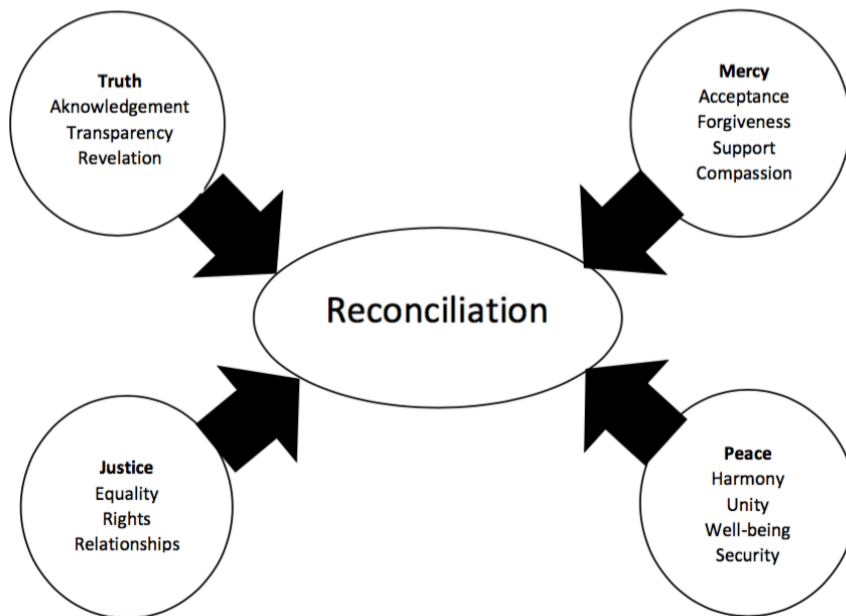 Truth
Aknowledgement
Transparency
Revelation
Mercy
Acceptance
Forgiveness
Support
Compassion
Reconciliation
Justice
Equality
Rights
Relationships
Peace
Harmony
Unity
Well-being
Security